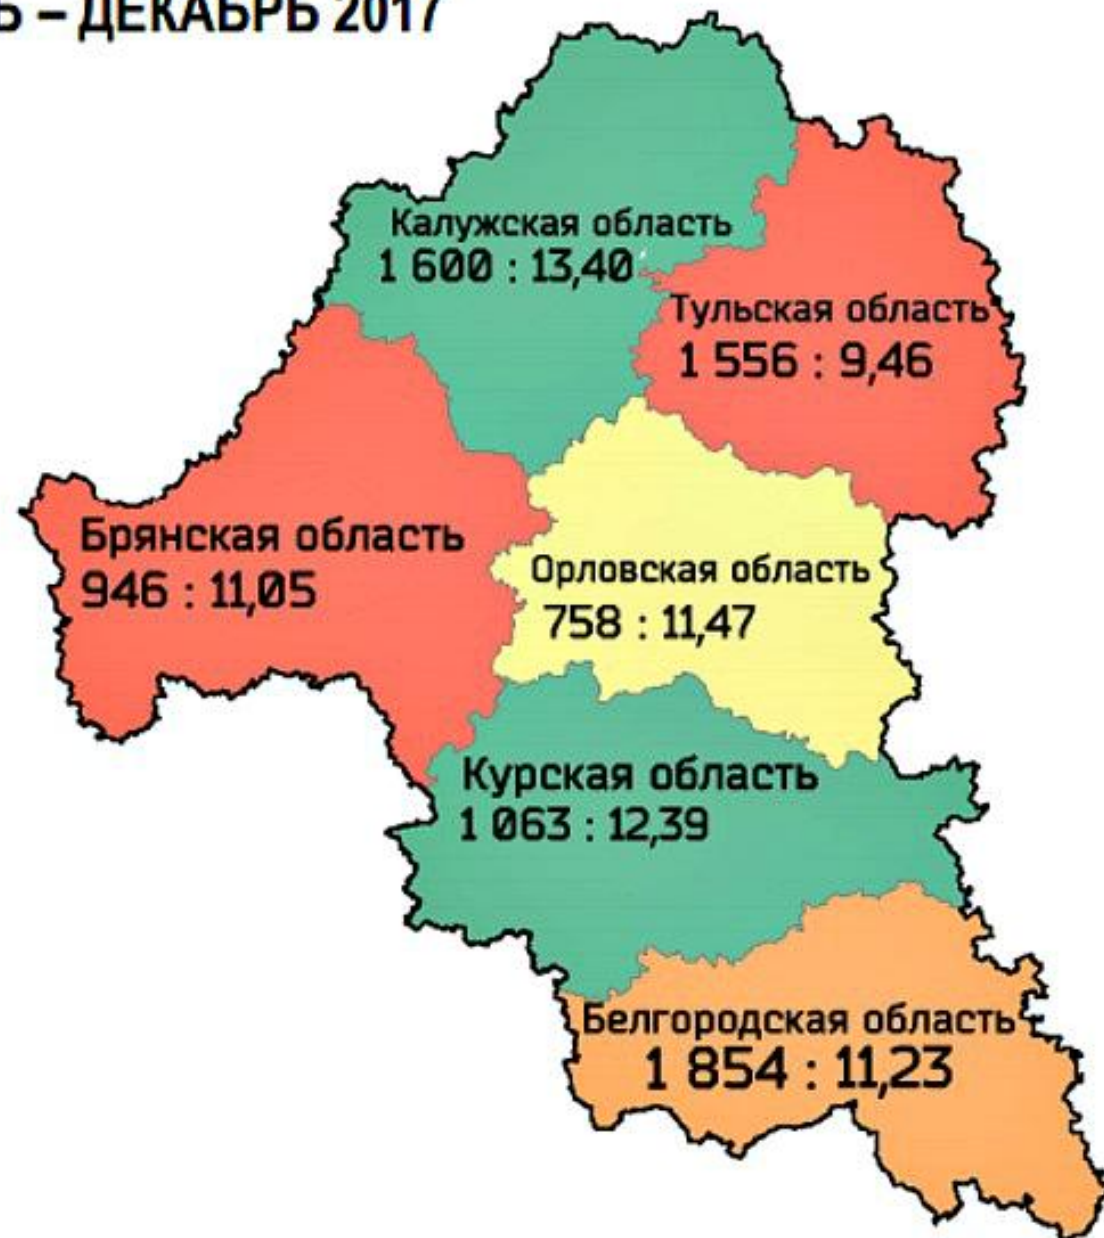 – ДЕКАБРЬ 2017
Калужская область
1 600 : 13,40
Тульская область
1 556 : 9,46
Брянская область
946 : 11,05
Орловская область
758 : 11,47
Курская область
1 063 : 12,39
Белгородская область
1 854 : 11,23